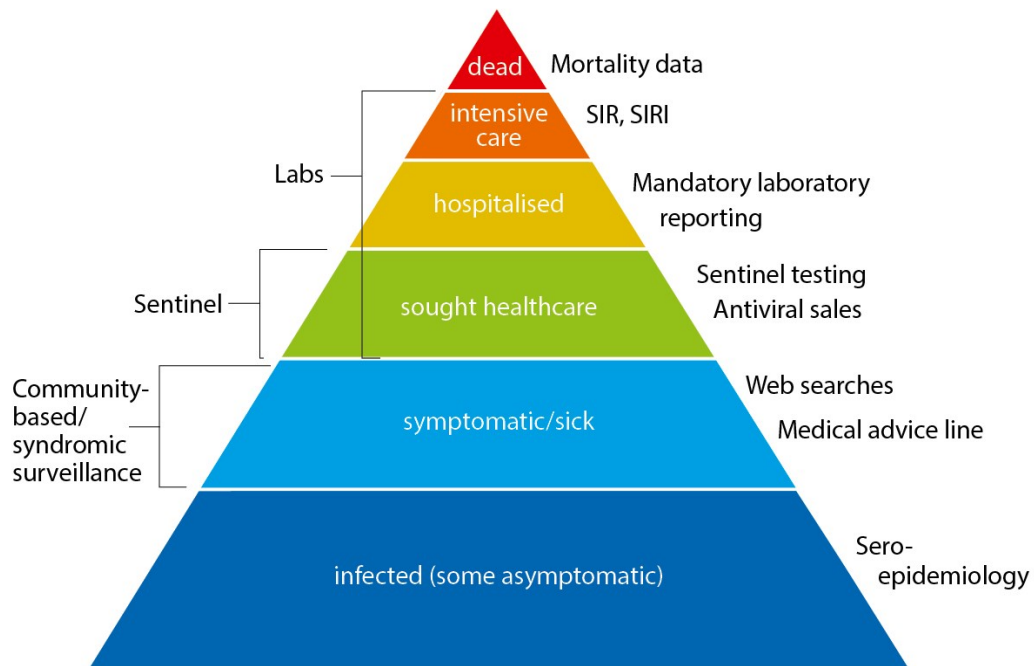 dead
Mortality data
intensive
care
SIR, SIRI
Labs
hospitalised
Mandatory laboratory
reporting
Sentinel
sought healthcare
Sentinel testing
Antiviral sales
Community-
based/
syndromic
surveillance
symptomatic/sick
Web searches
Medical advice line
infected (some asymptomatic)
Sero-
epidemiology